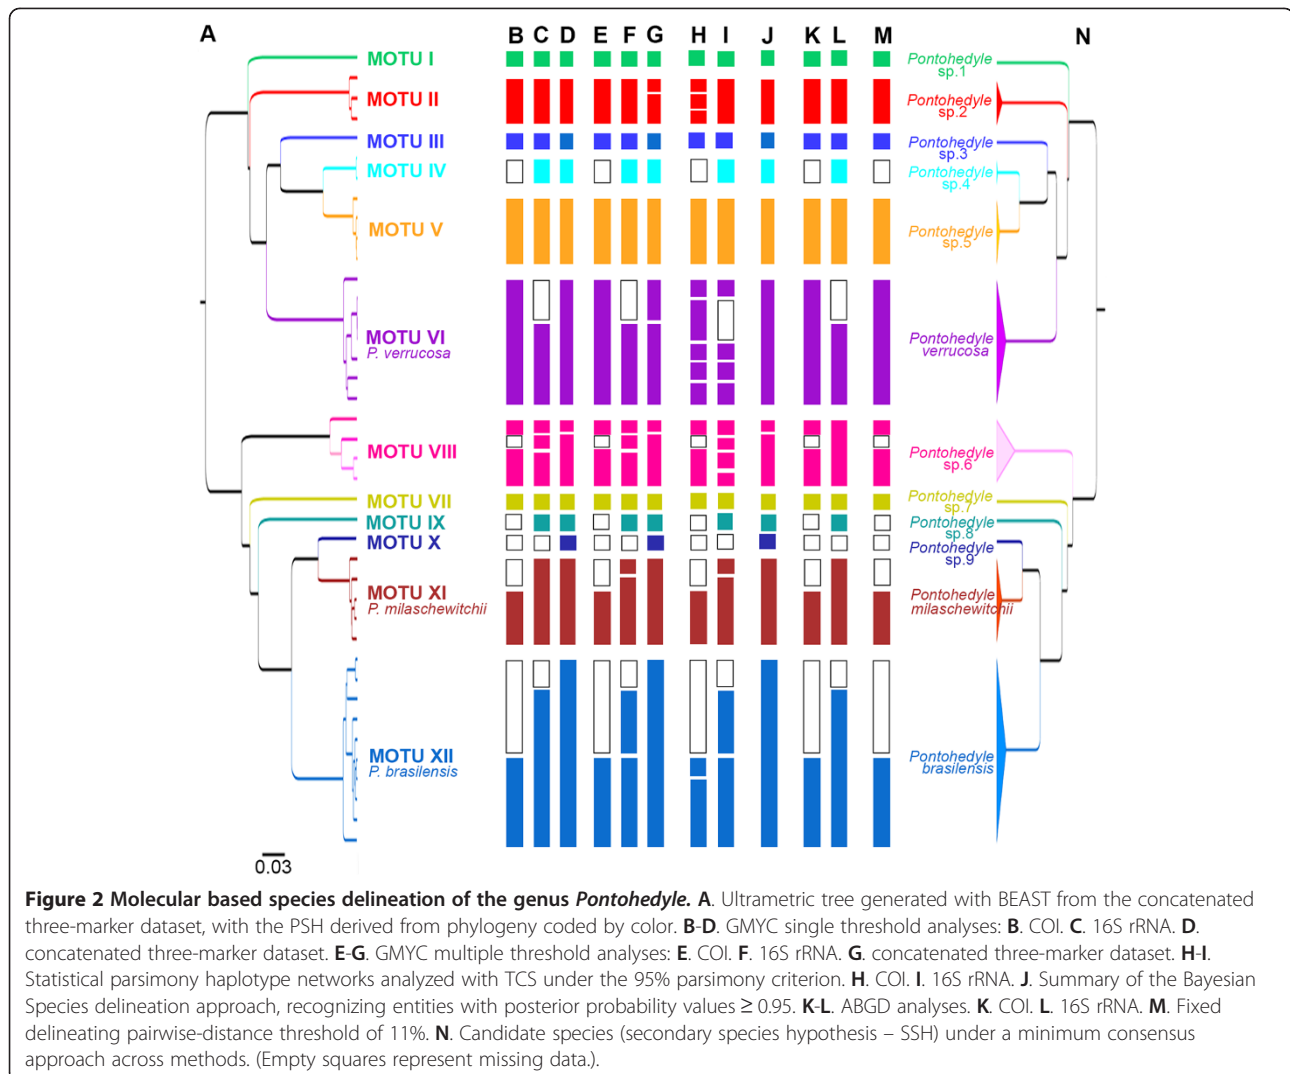 A B C D E F G H I J K L M N
MOTU I
MOTU II
MOTU III
MOTU IV
MOTU V
MOTU VI
P. verrucosa
MOTU VIII
MOTU VII
MOTU IX
MOTU X
MOTU XI
P. milaschewitchii
MOTU XII
P. brasilensis
0.03
Pontohedyle
sp.1
Pontohedyle
sp.2
Pontohedyle
sp.3
Pontohedyle
sp.4
Pontohedyle
sp.5
Pontohedyle
verrucosa
Pontohedyle
sp.6
Pontohedyle
sp.7
Pontohedyle
sp.8
Pontohedyle
sp.9
Pontohedyle
milaschewitchii
Pontohedyle
brasilensis
Figure 2 Molecular based species delineation of the genus Pontohedyle. A. Ultrametric tree generated with BEAST from the concatenated
three-marker dataset, with the PSH derived from phylogeny coded by color. B-D. GMYC single threshold analyses: B. COI. C. 16S rRNA. D.
concatenated three-marker dataset. E-G. GMYC multiple threshold analyses: E. COI. F. 16S rRNA. G. concatenated three-marker dataset. H-I.
Statistical parsimony haplotype networks analyzed with TCS under the 95% parsimony criterion. H. COI. I. 16S rRNA. J. Summary of the Bayesian
Species delineation approach, recognizing entities with posterior probability values ≥ 0.95. K-L. ABGD analyses. K. COI. L. 16S rRNA. M. Fixed
delineating pairwise-distance threshold of 11%. N. Candidate species (secondary species hypothesis – SSH) under a minimum consensus
approach across methods. (Empty squares represent missing data.).